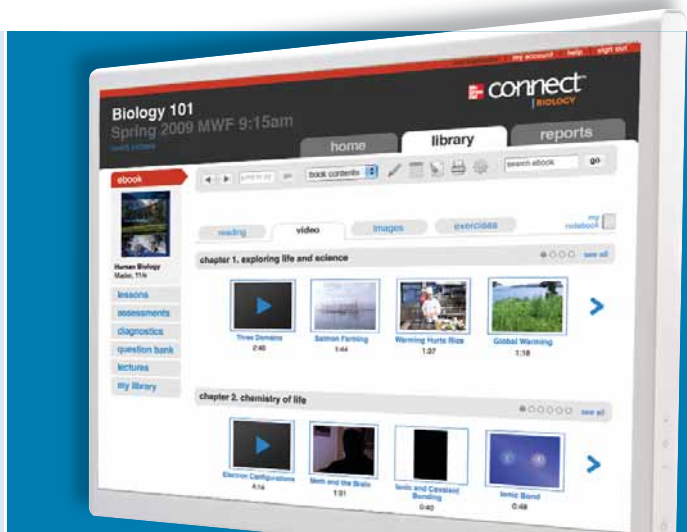 my account help sign out
Biology 101
Spring 2009 MWF 9:15am
connect
BIOLOGY
home library reports
ebook
book contents
search ebook go
reading video images exercises
my notebook
Human Biology
Mader, 11/e
chapter 1. exploring life and science
see all
lessons
assessments
diagnostics
question bank
lectures
my library
Three Domains
2:46
Salmon Farming
1:44
Warming Hurts Rice
1:37
Global Warming
1:18
chapter 2. chemistry of life
see all
Electron Configurations
4:14
Meth and the Brain
1:31
Ionic and Covalent
Bonding
0:40
Ionic Bond
0:48